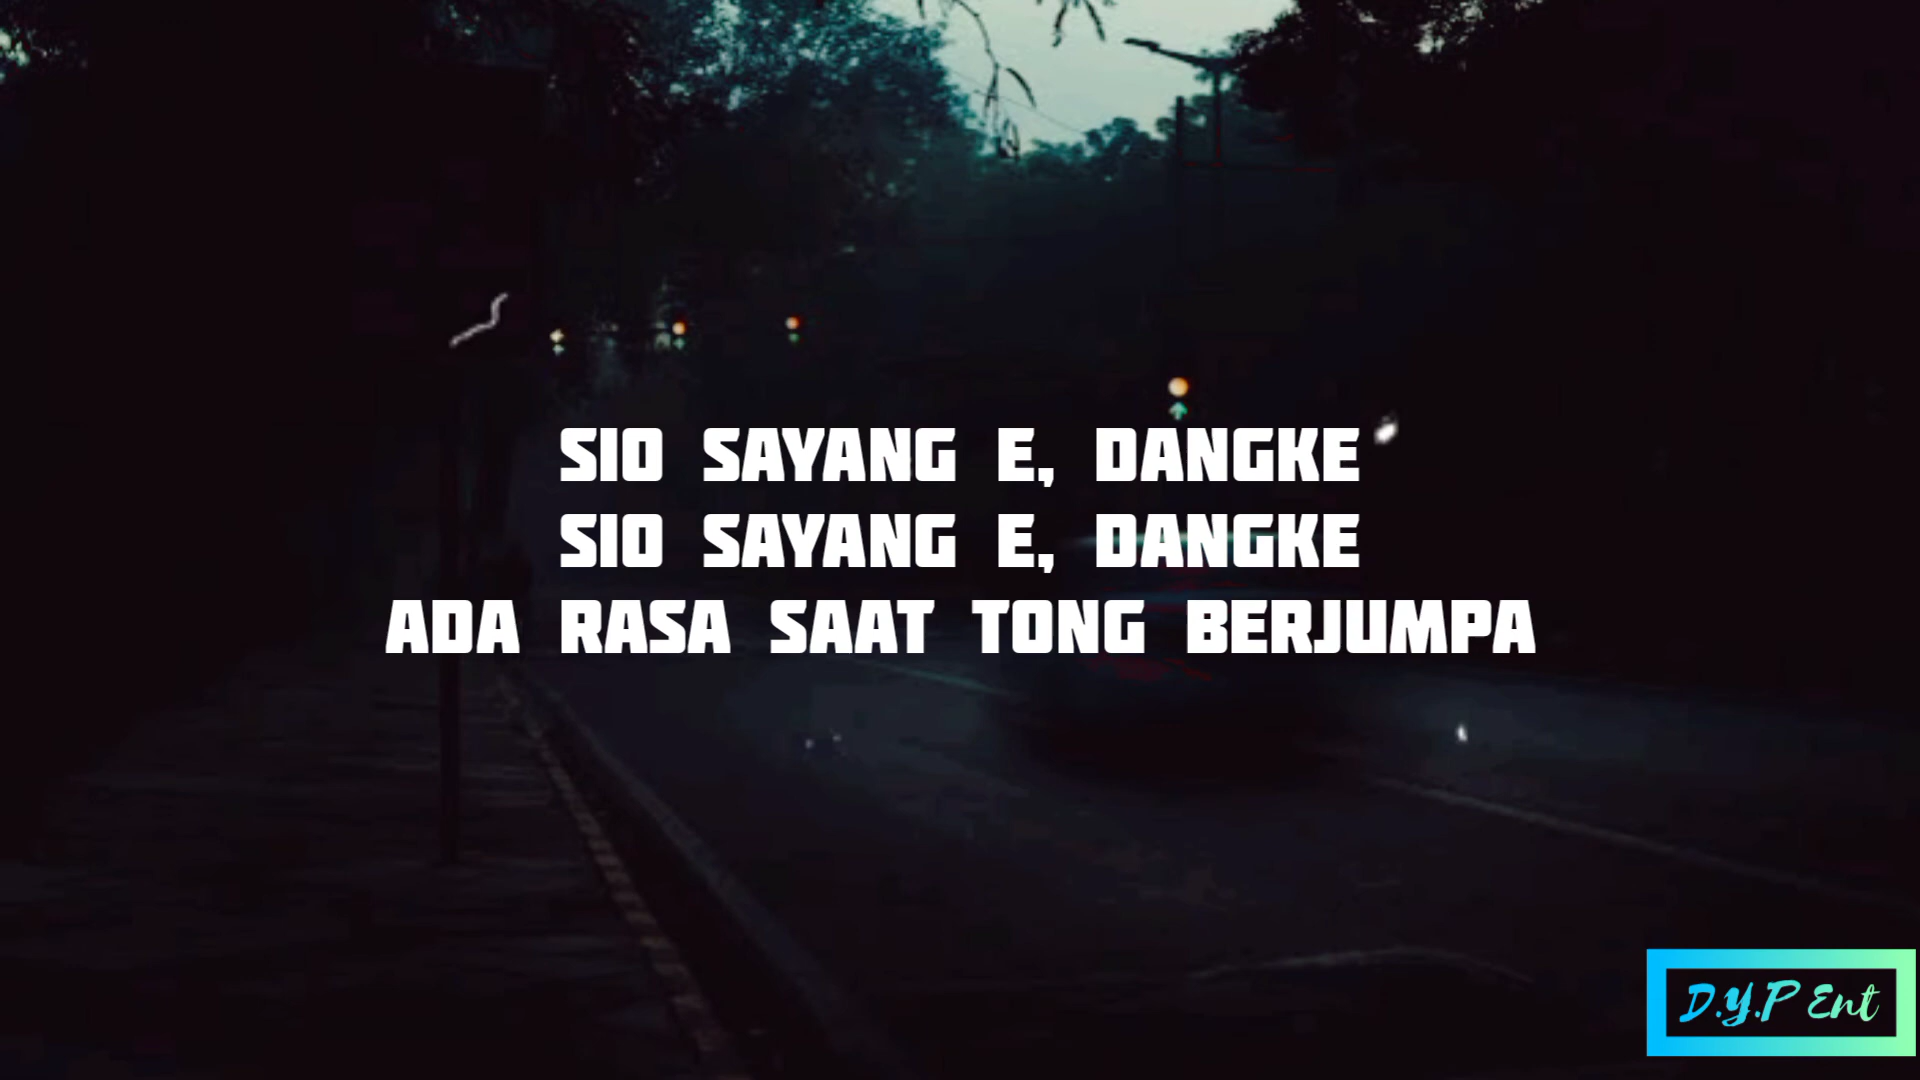 SIO SAYANG E, DANGKE
SIO SAYANG E, DANGKE
ADA RASA SAAT TONG BERJUMPA
D.Y.P Ent